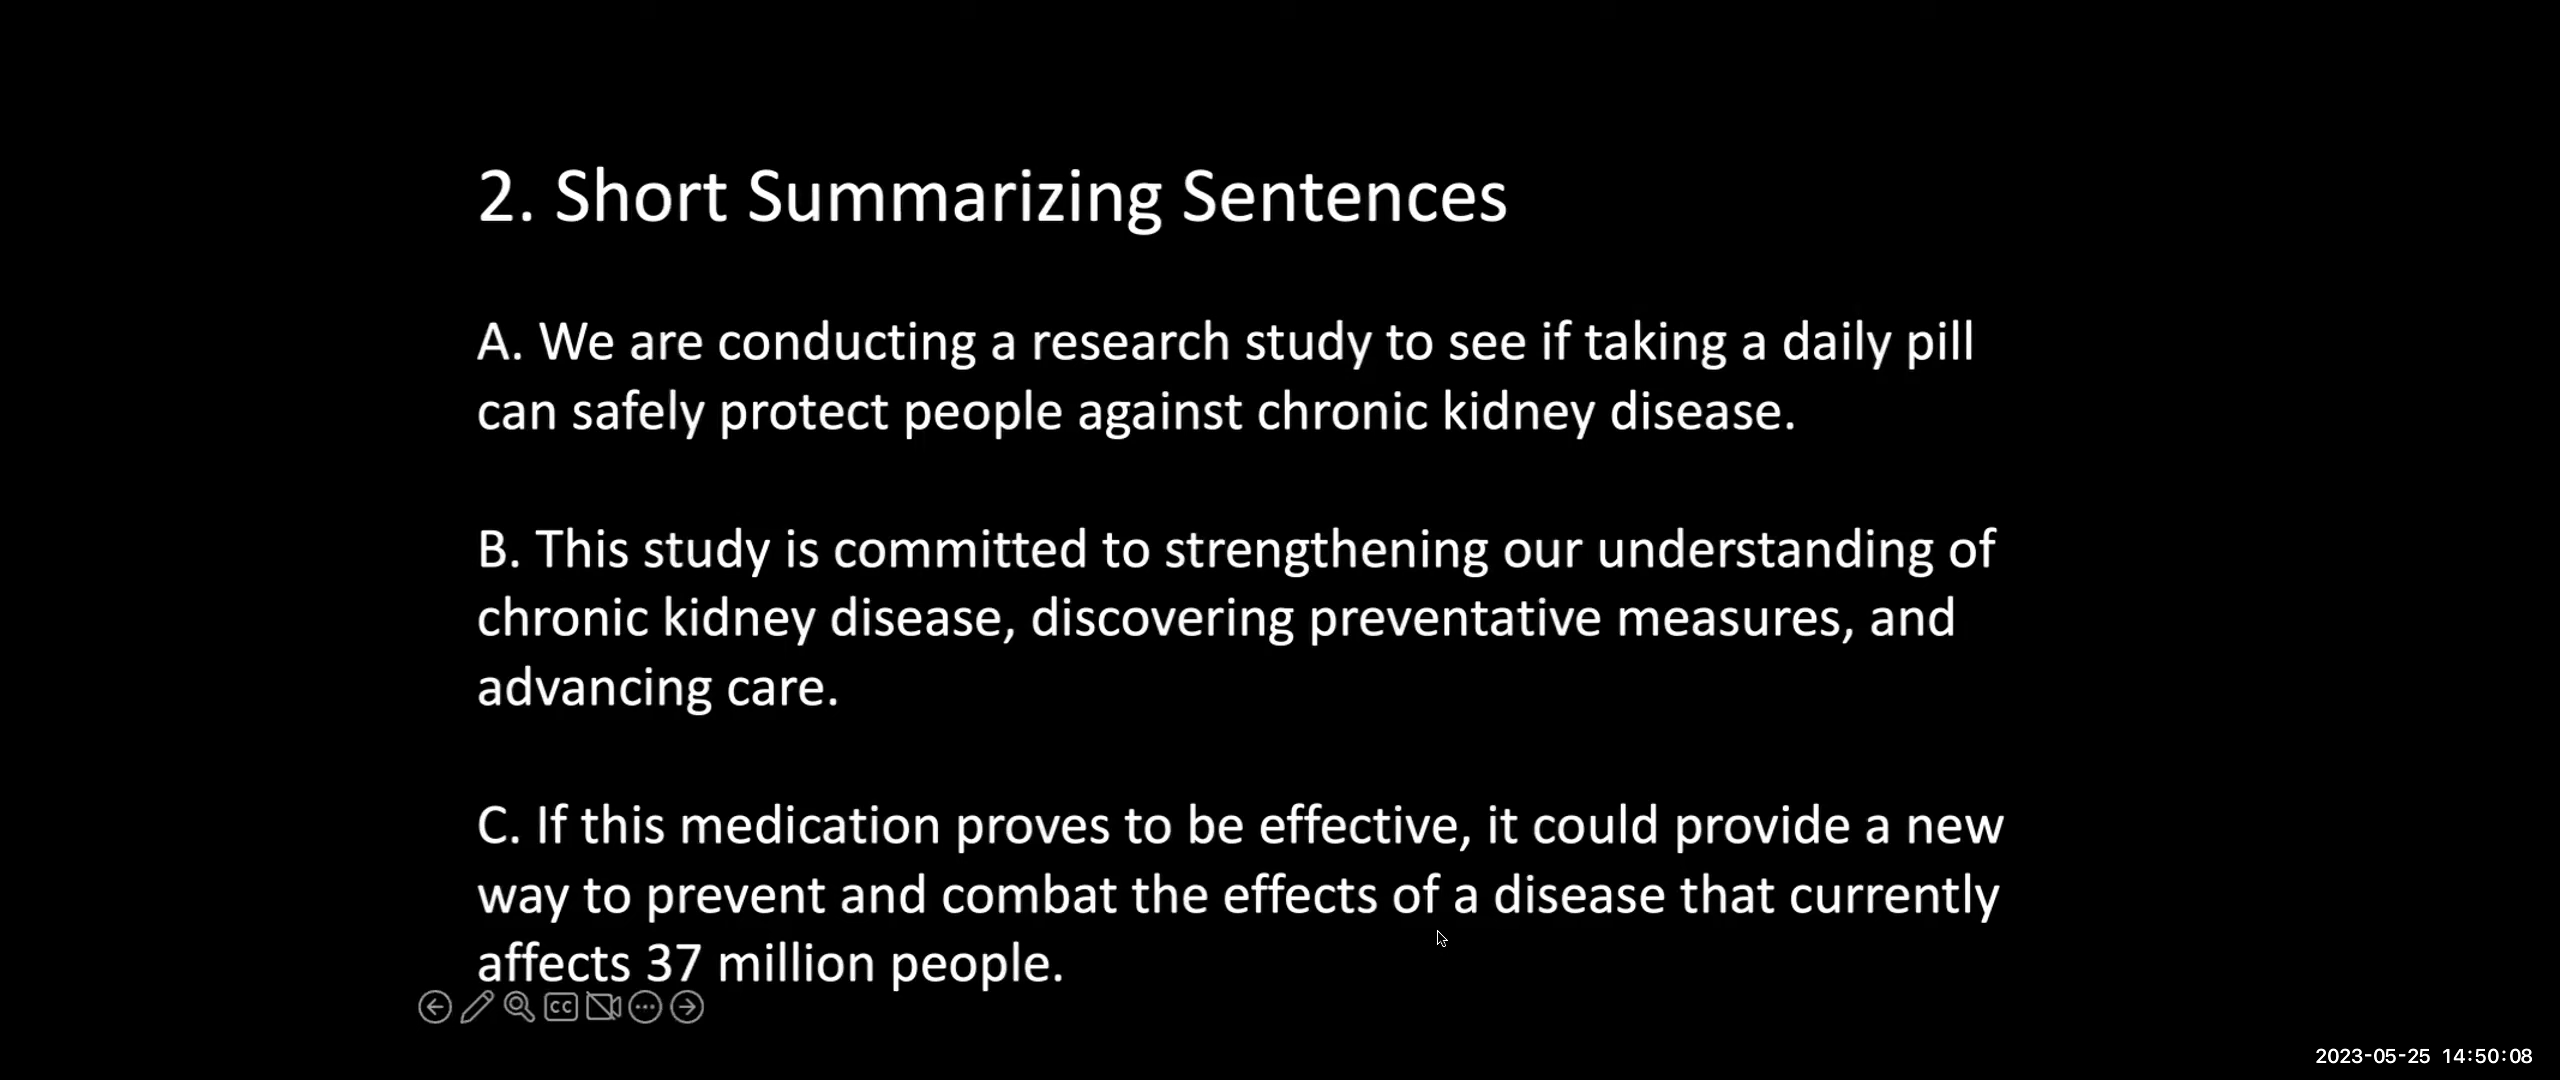 2. Short Summarizing Sentences
A. We are conducting a research study to see if taking a daily pill
can safely protect people against chronic kidney disease.
B. This study is committed to strengthening our understanding of
chronic kidney disease, discovering preventative measures, and
advancing care.
C. If this medication proves to be effective, it could provide a new
way to prevent and combat the effects of a disease that currently
affects 37 million people.
CC
2023-05-25 14:50:08